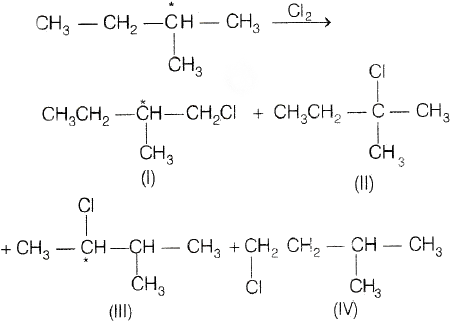 *
CH3 — CH2 — CH — CH3 Cl2
CH3
Cl
*
CH3CH2 — CH — CH2Cl + CH3CH2 — C — CH3
CH3 CH3
(I) (II)
Cl
+ CH3 — CH — CH — CH3 + CH2 CH2 — CH — CH3
*
CH3 Cl CH3
(III) (IV)